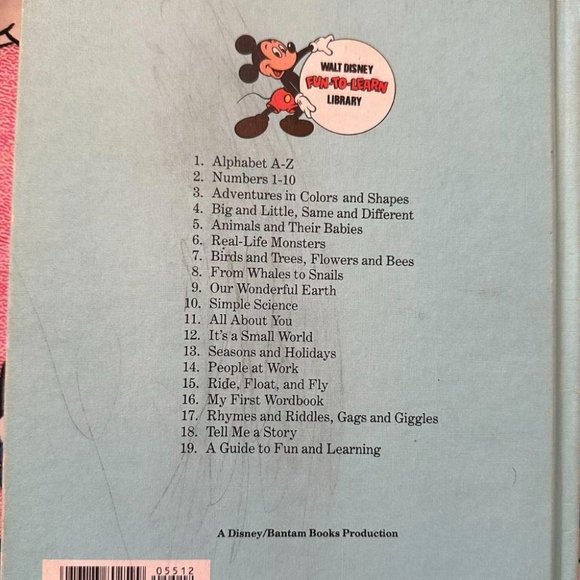 WALT DISNEY
FUN-TO-LEARN
LIBRARY
1. Alphabet A-Z
2. Numbers 1-10
3. Adventures in Colors and Shapes
4. Big and Little, Same and Different
5. Animals and Their Babies
6. Real-Life Monsters
7. Birds and Trees, Flowers and Bees
8. From Whales to Snails
9. Our Wonderful Earth
10. Simple Science
11. All About You
12. It's a Small World
13. Seasons and Holidays
14. People at Work
15. Ride, Float, and Fly
16. My First Wordbook
17. Rhymes and Riddles, Gags and Giggles
18. Tell Me a Story
19. A Guide to Fun and Learning
A Disney/Bantam Books Production
05512